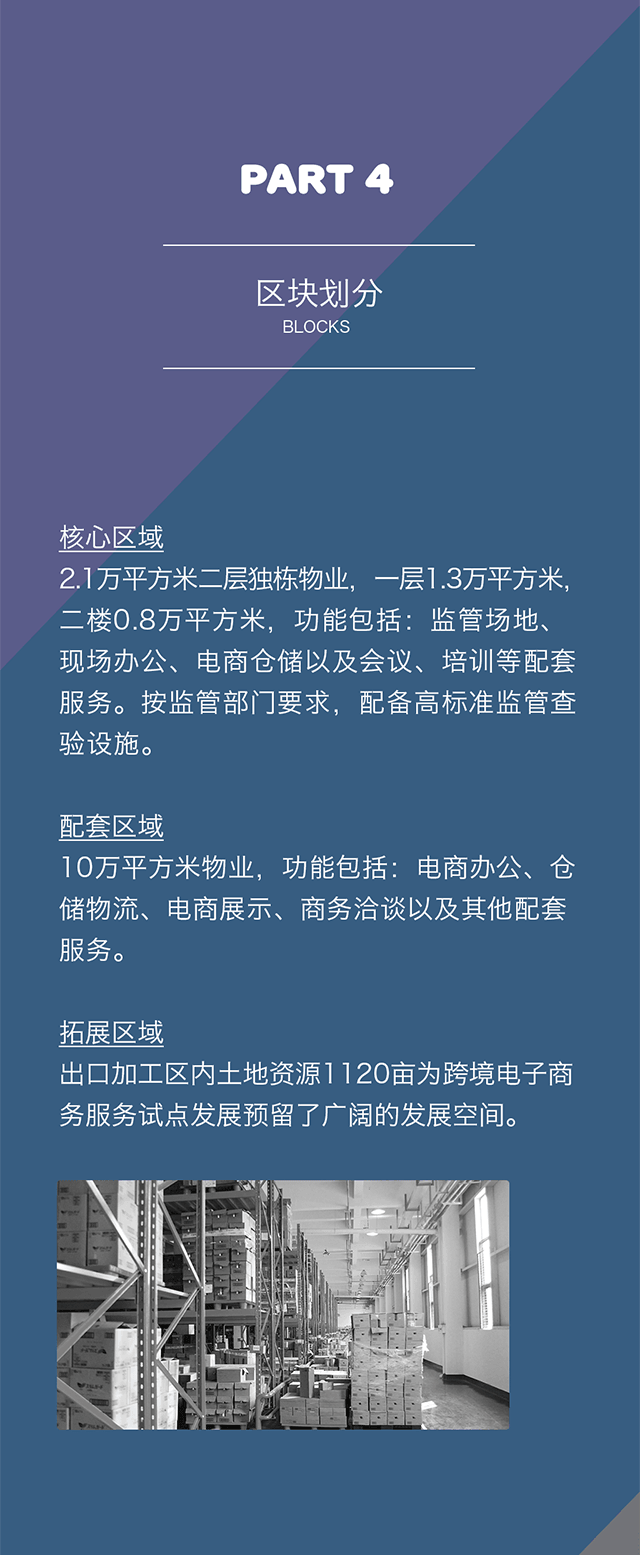 PART 4
区块划分
BLOCKS
核心区域
2.1万平方米二层独栋物业，一层1.3万平方米,
二楼0.8万平方米，功能包括：监管场地、
现场办公、电商仓储以及会议、培训等配套
服务。按监管部门要求，配备高标准监管查
验设施。
配套区域
10万平方米物业，功能包括：电商办公、仓
储物流、电商展示、商务洽谈以及其他配套
服务。
拓展区域
出口加工区内土地资源1120亩为跨境电子商
务服务试点发展预留了广阔的发展空间。